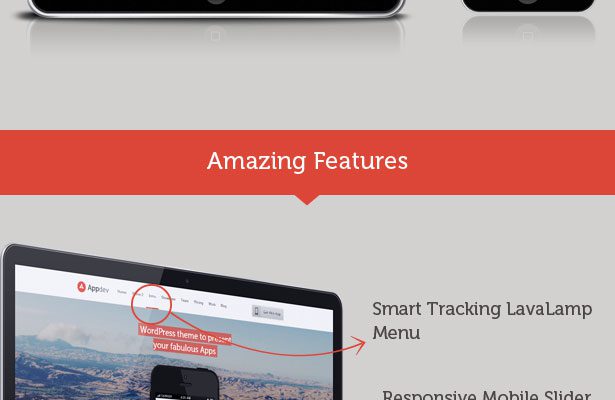 Amazing Features
Appdev
WordPress theme to present
your fabulous Apps
Smart Tracking LavaLamp
Menu
Responsive Mobile Slider